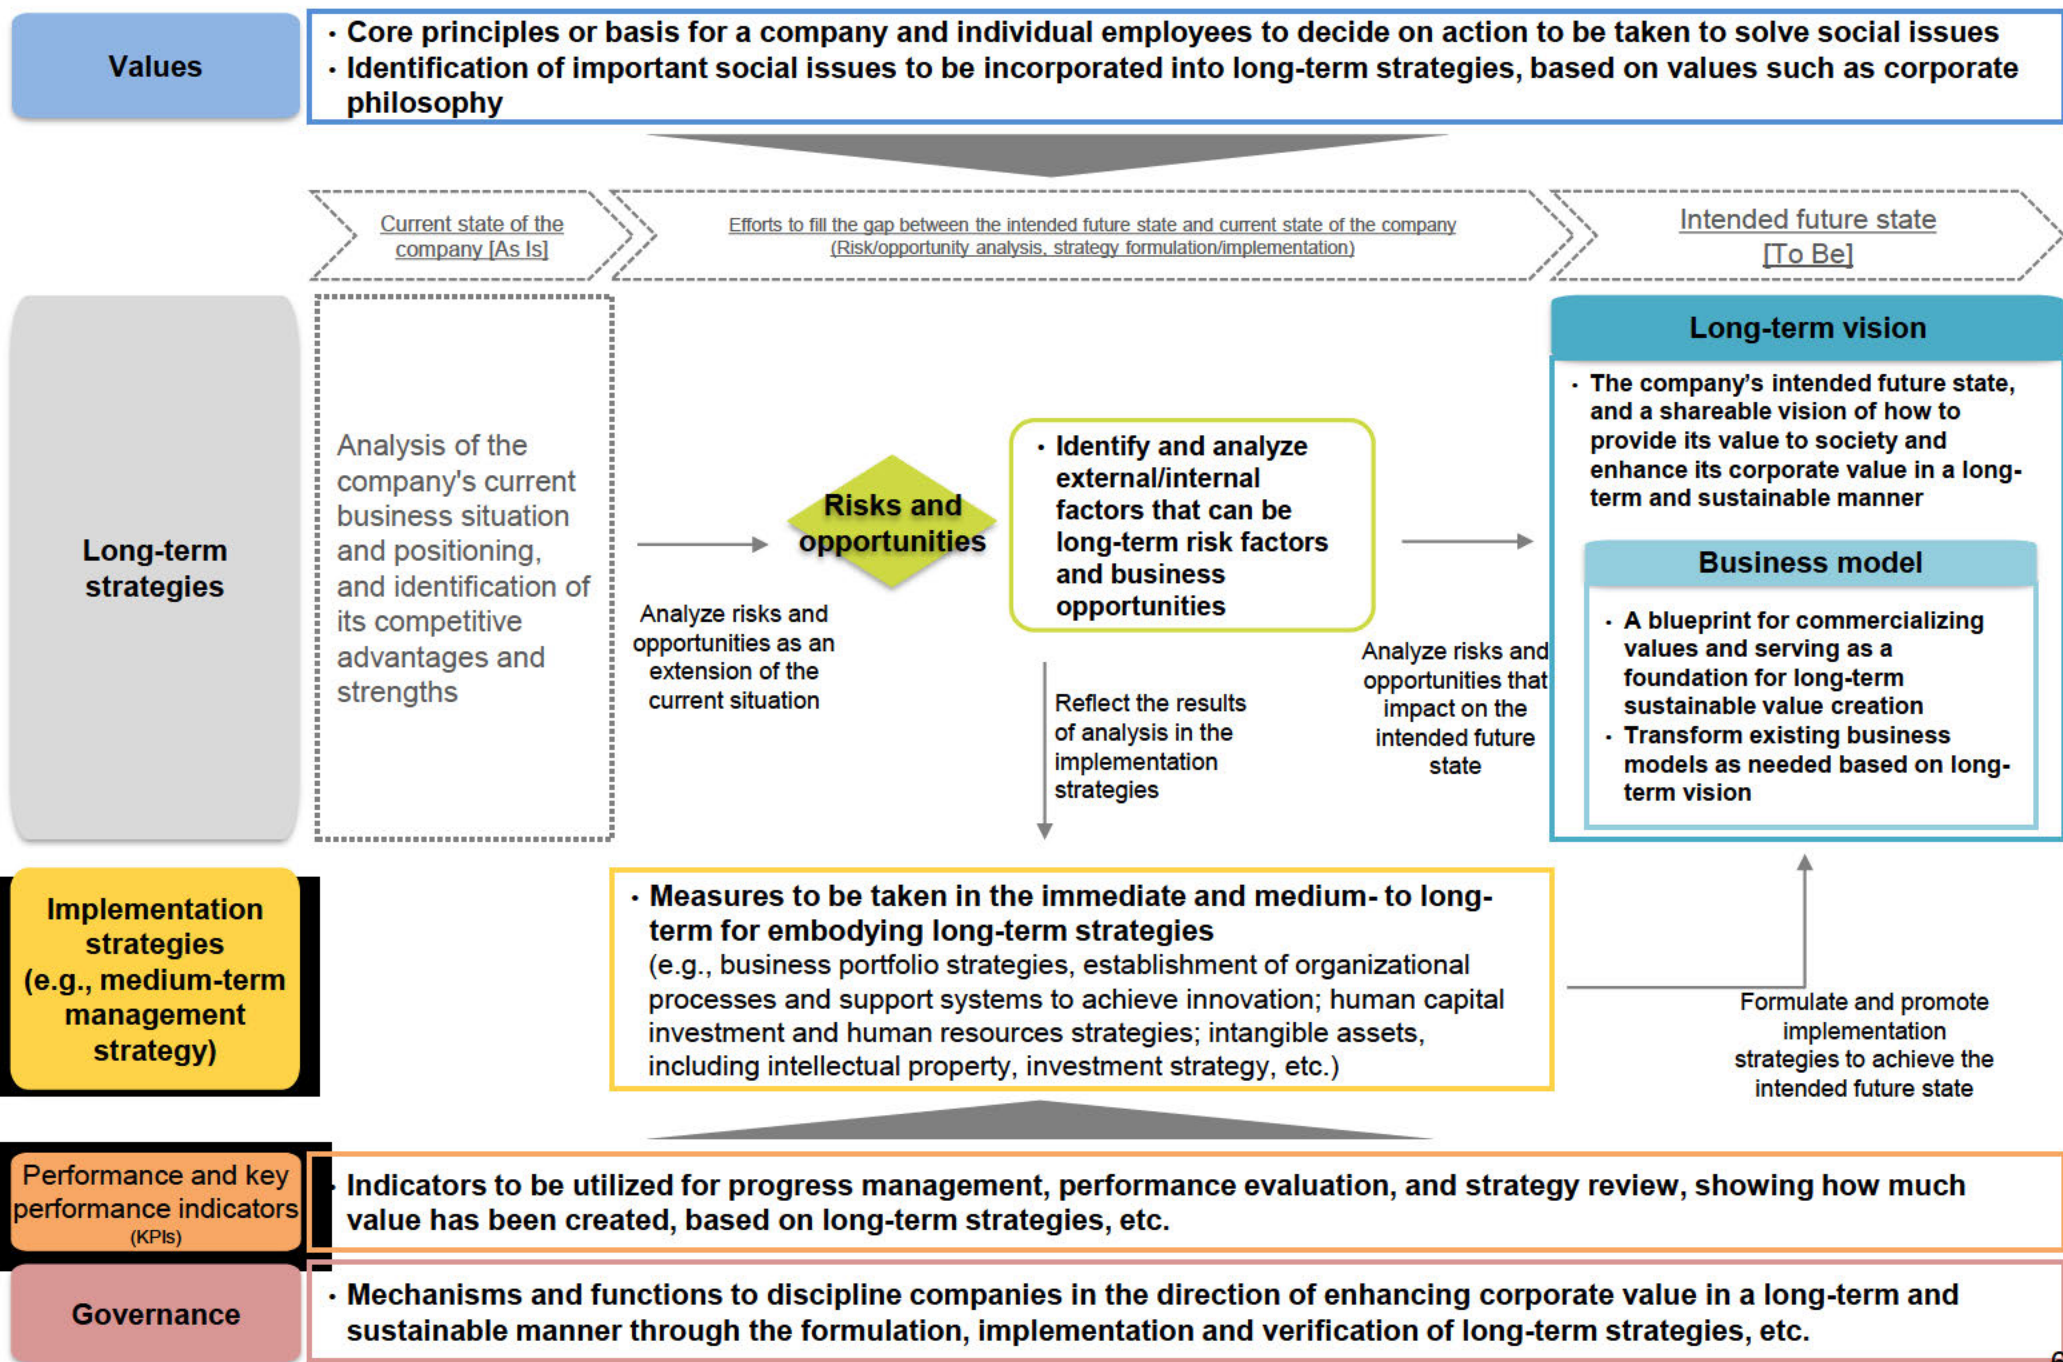 Values
· Core principles or basis for a company and individual employees to decide on action to be taken to solve social issues
· Identification of important social issues to be incorporated into long-term strategies, based on values such as corporate
philosophy
Current state of the
company [As Is]
Efforts to fill the gap between the intended future state and current state of the company
(Risk/opportunity analysis, strategy formulation/implementation)
Intended future state
[To Be]
Long-term
strategies
Analysis of the
company's current
business situation
and positioning,
and identification of
its competitive
advantages and
strengths
Analyze risks and
opportunities as an
extension of the
current situation
Risks and
opportunities
· Identify and analyze
external/internal
factors that can be
long-term risk factors
and business
opportunities
Reflect the results
of analysis in the
implementation
strategies
Analyze risks and
opportunities that
impact on the
intended future
state
Long-term vision
· The company’s intended future state,
and a shareable vision of how to
provide its value to society and
enhance its corporate value in a long-
term and sustainable manner
Business model
· A blueprint for commercializing
values and serving as a
foundation for long-term
sustainable value creation
· Transform existing business
models as needed based on long-
term vision
Implementation
strategies
(e.g., medium-term
management
strategy)
· Measures to be taken in the immediate and medium- to long-
term for embodying long-term strategies
(e.g., business portfolio strategies, establishment of organizational
processes and support systems to achieve innovation; human capital
investment and human resources strategies; intangible assets,
including intellectual property, investment strategy, etc.)
Formulate and promote
implementation
strategies to achieve the
intended future state
Performance and key
performance indicators
(KPIs)
· Indicators to be utilized for progress management, performance evaluation, and strategy review, showing how much
value has been created, based on long-term strategies, etc.
Governance
· Mechanisms and functions to discipline companies in the direction of enhancing corporate value in a long-term and
sustainable manner through the formulation, implementation and verification of long-term strategies, etc.